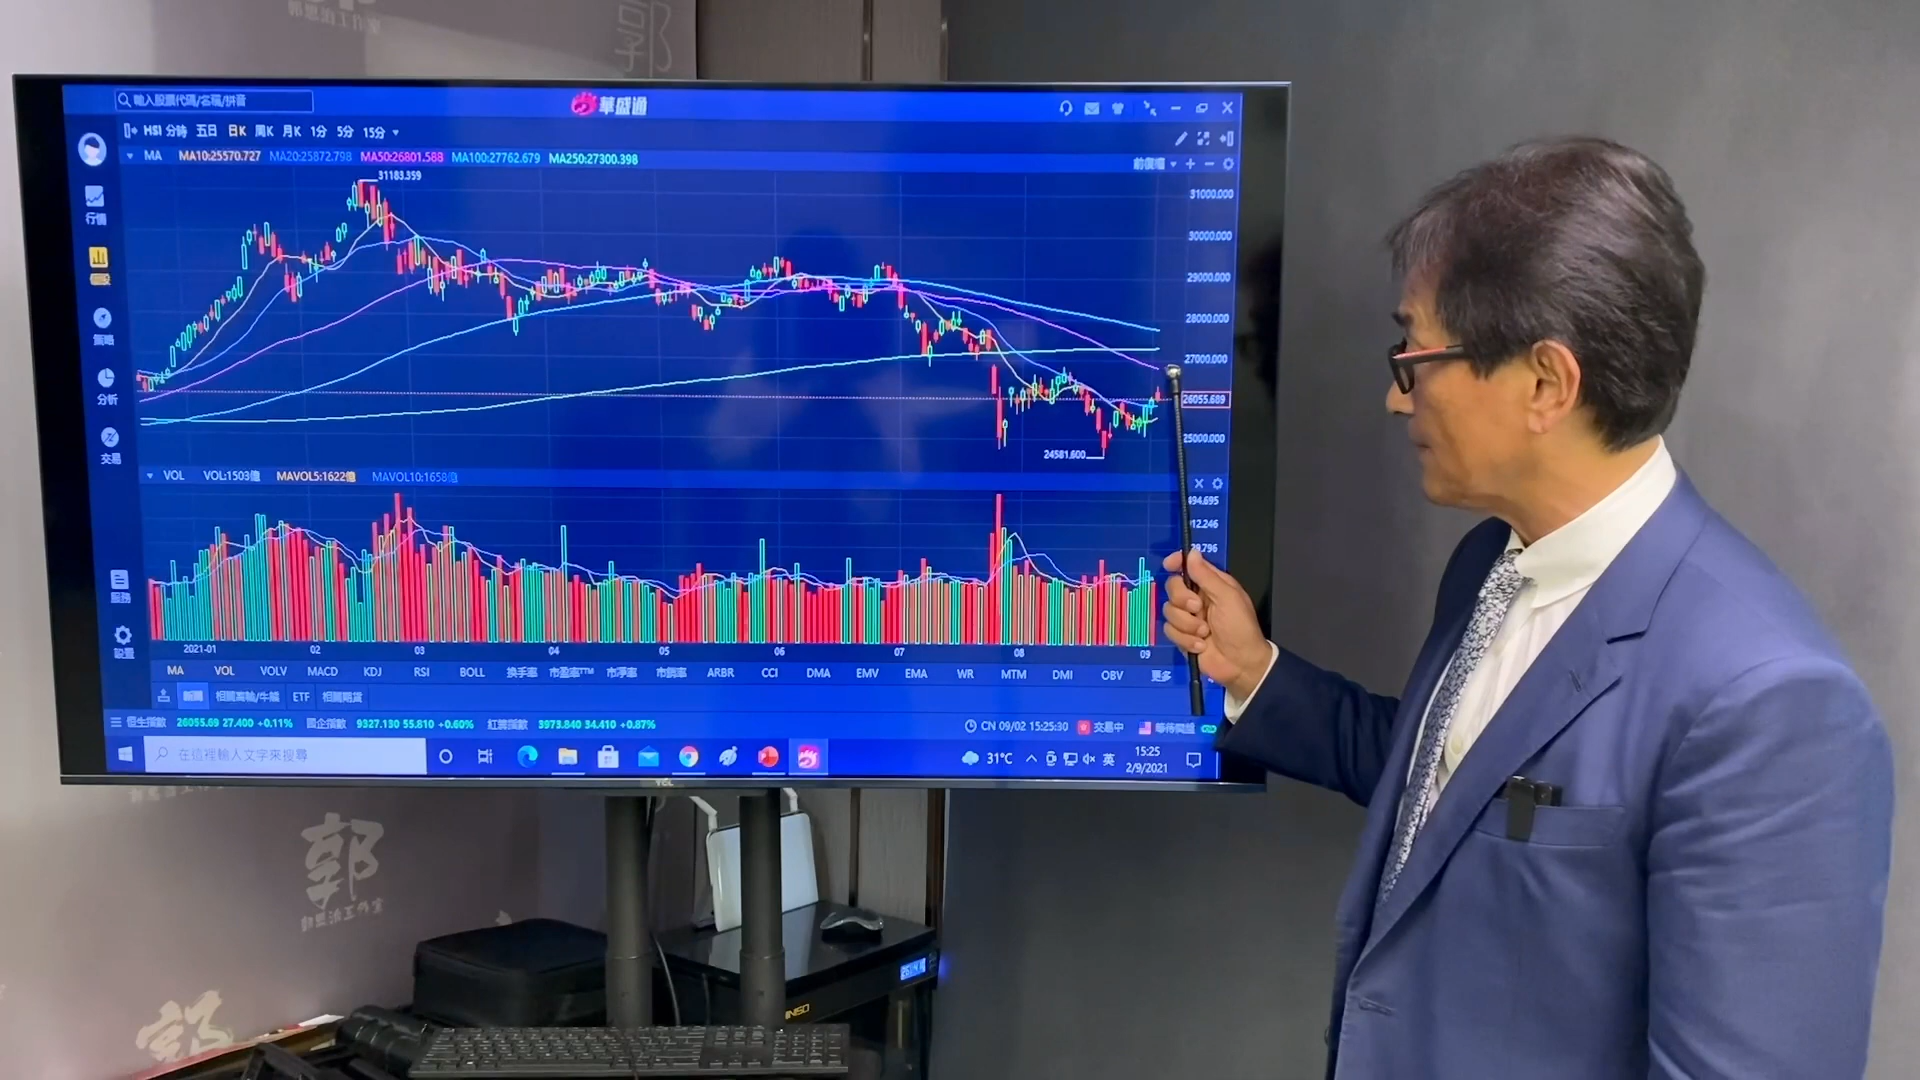 郭
輸入股票代碼/名稱/拼音
華盛通
HSI 分時 五日 日K 周K 月K 1分 5分 15分
MA MA10:25570.727 MA20:25872.798 MA50:26801.588 MA100:27762.679 MA250:27300.398
前復權
31183.359
31000.000
30000.000
29000.000
28000.000
27000.000
26055.689
25000.000
24581.600
行情
策略
分析
交易
服務
設置
VOL VOL:1503億 MAVOL5:1622億 MAVOL10:1658億
494.695
12.246
29.796
2021-01 02 03 04 05 06 07 08 09
MA VOL VOLV MACD KDJ RSI BOLL 換手率 市盈率TTM 市淨率 市銷率 ARBR CCI DMA EMV EMA WR MTM DMI OBV 更多
新聞 相關窩輪/牛熊 ETF 相關期貨
恒生指數 26055.69 27.400 +0.11% 國企指數 9327.130 55.810 +0.60% 紅籌指數 3973.840 34.410 +0.87%
CN 09/02 15:25:30 交易中 等待開盤
在這裡輸入文字來搜尋
31°C 英
15:25
2/9/2021
郭